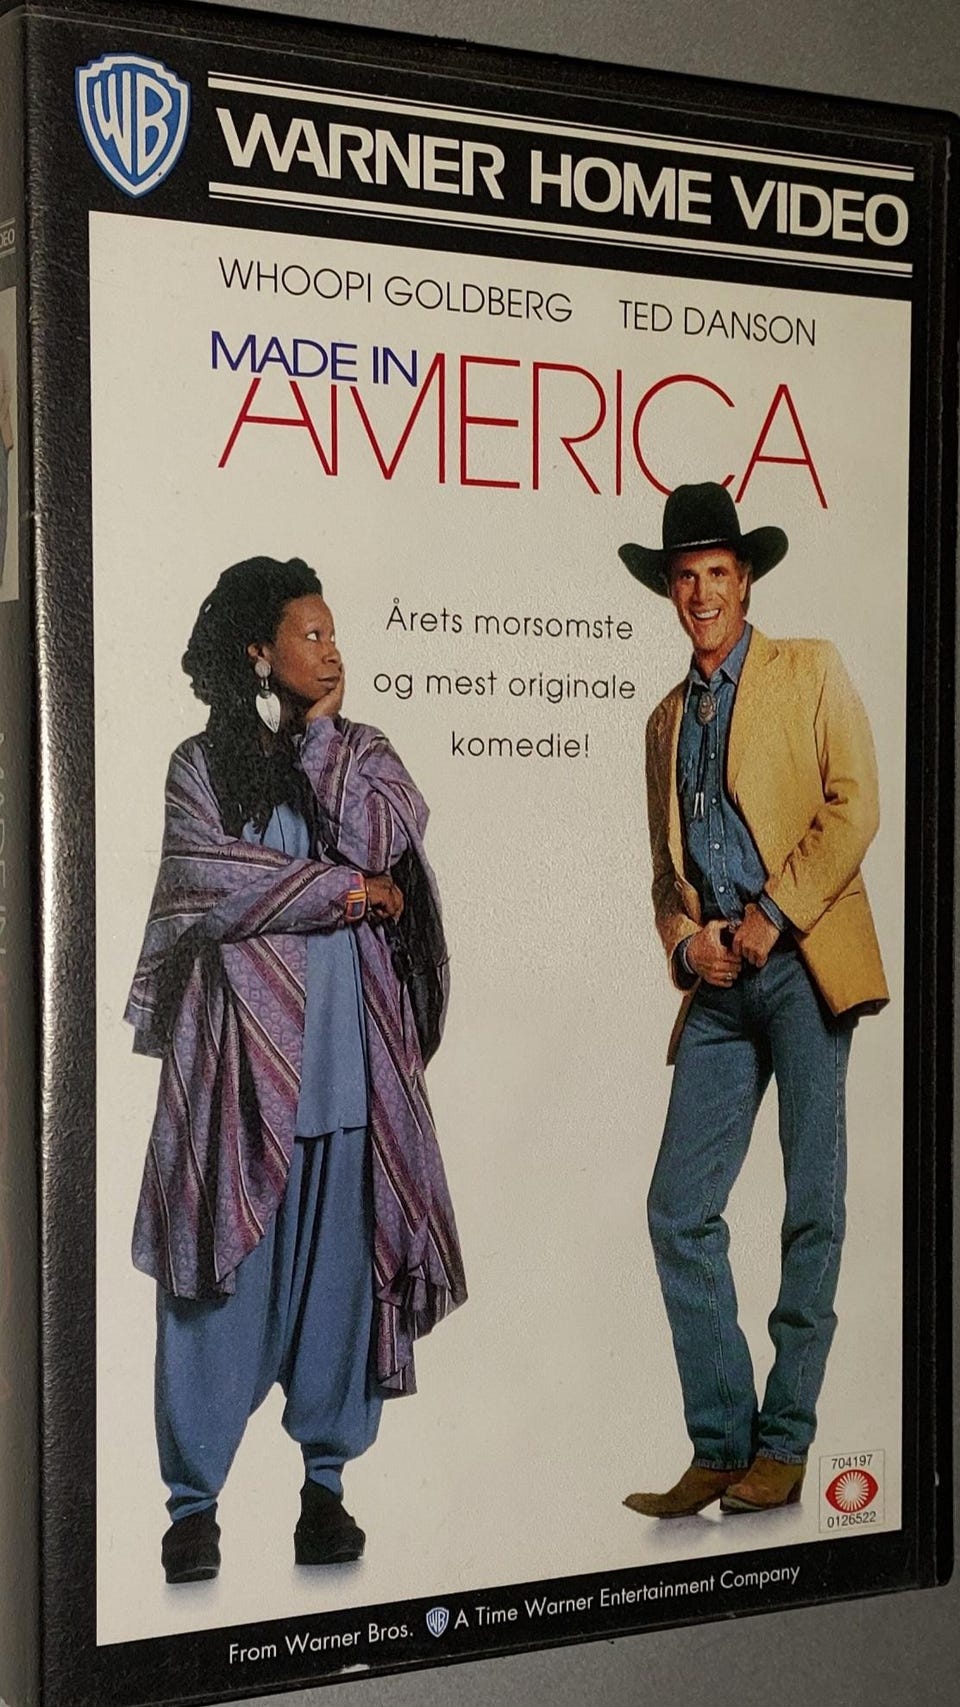 WB
WARNER HOME VIDEO
WHOOPI GOLDBERG TED DANSON
MADE IN
AMERICA
Årets morsomste
og mest originale
komedie!
704197
0126522
From Warner Bros. WB A Time Warner Entertainment Company